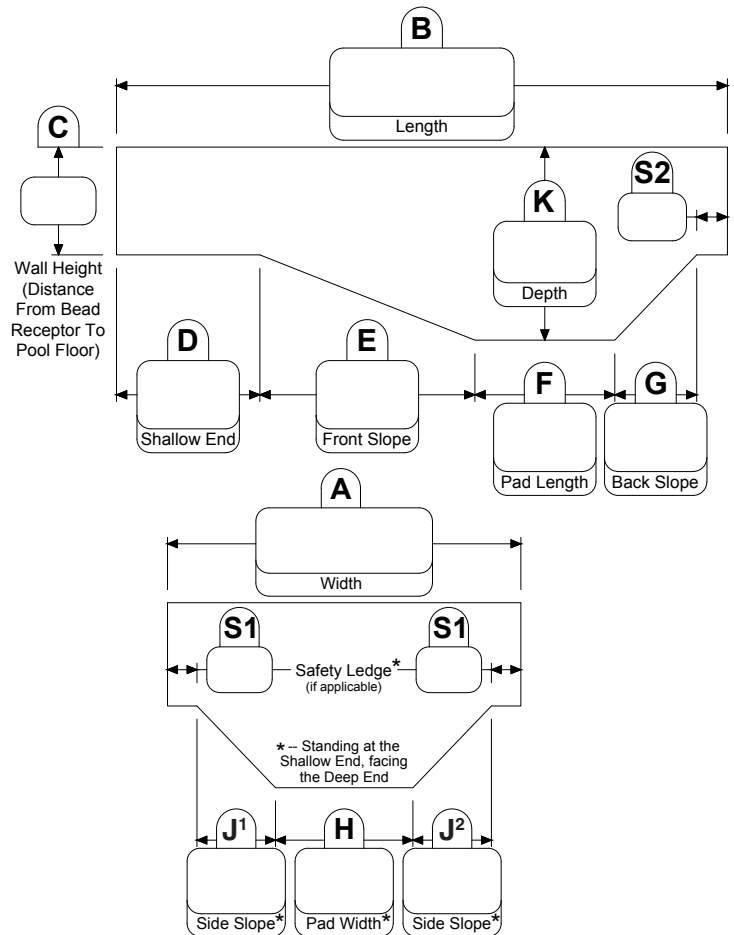 B
Length
C
K
S2
Wall Height
(Distance
From Bead
Receptor To
Pool Floor)
Depth
D
E
F
G
Shallow End
Front Slope
Pad Length
Back Slope
A
Width
S1
S1
Safety Ledge*
(if applicable)
* -- Standing at the
Shallow End, facing
the Deep End
J¹
H
J²
Side Slope*
Pad Width*
Side Slope*